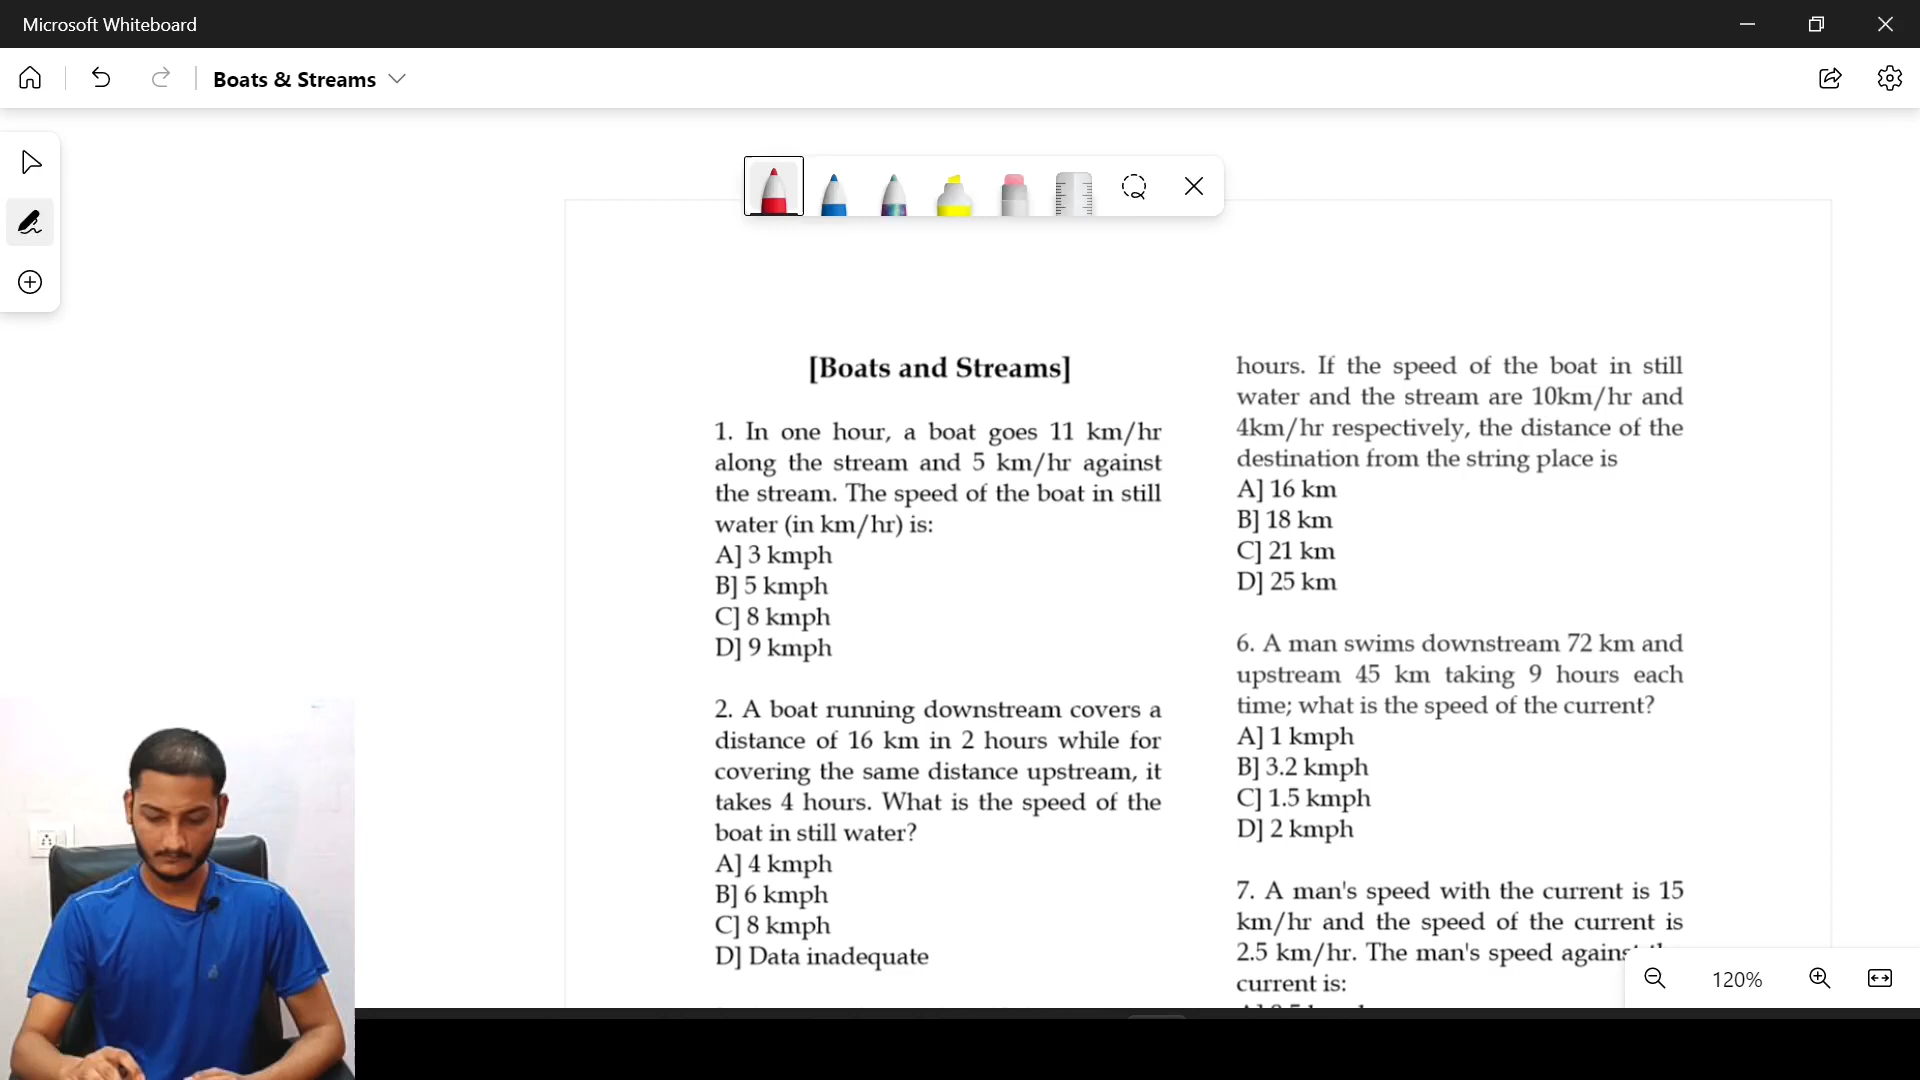 Microsoft Whiteboard
Boats & Streams
[Boats and Streams]
1. In one hour, a boat goes 11 km/hr
along the stream and 5 km/hr against
the stream. The speed of the boat in still
water (in km/hr) is:
A] 3 kmph
B] 5 kmph
C] 8 kmph
D] 9 kmph
2. A boat running downstream covers a
distance of 16 km in 2 hours while for
covering the same distance upstream, it
takes 4 hours. What is the speed of the
boat in still water?
A] 4 kmph
B] 6 kmph
C] 8 kmph
D] Data inadequate
hours. If the speed of the boat in still
water and the stream are 10km/hr and
4km/hr respectively, the distance of the
destination from the string place is
A] 16 km
B] 18 km
C] 21 km
D] 25 km
6. A man swims downstream 72 km and
upstream 45 km taking 9 hours each
time; what is the speed of the current?
A] 1 kmph
B] 3.2 kmph
C] 1.5 kmph
D] 2 kmph
7. A man's speed with the current is 15
km/hr and the speed of the current is
2.5 km/hr. The man's speed against
current is:
120%